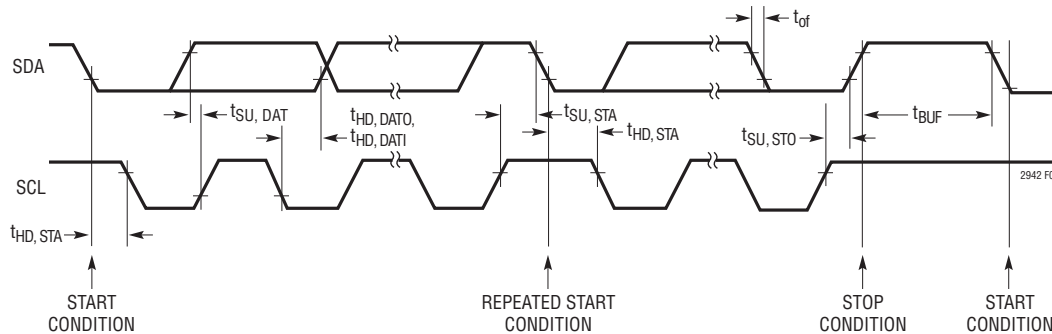 tof
SDA
tSU, DAT
tHD, DATO,
tHD, DATI
tSU, STA
tHD, STA
tSU, STO
tBUF
SCL
2942 F0
tHD, STA
START
CONDITION
REPEATED START
CONDITION
STOP
CONDITION
START
CONDITION